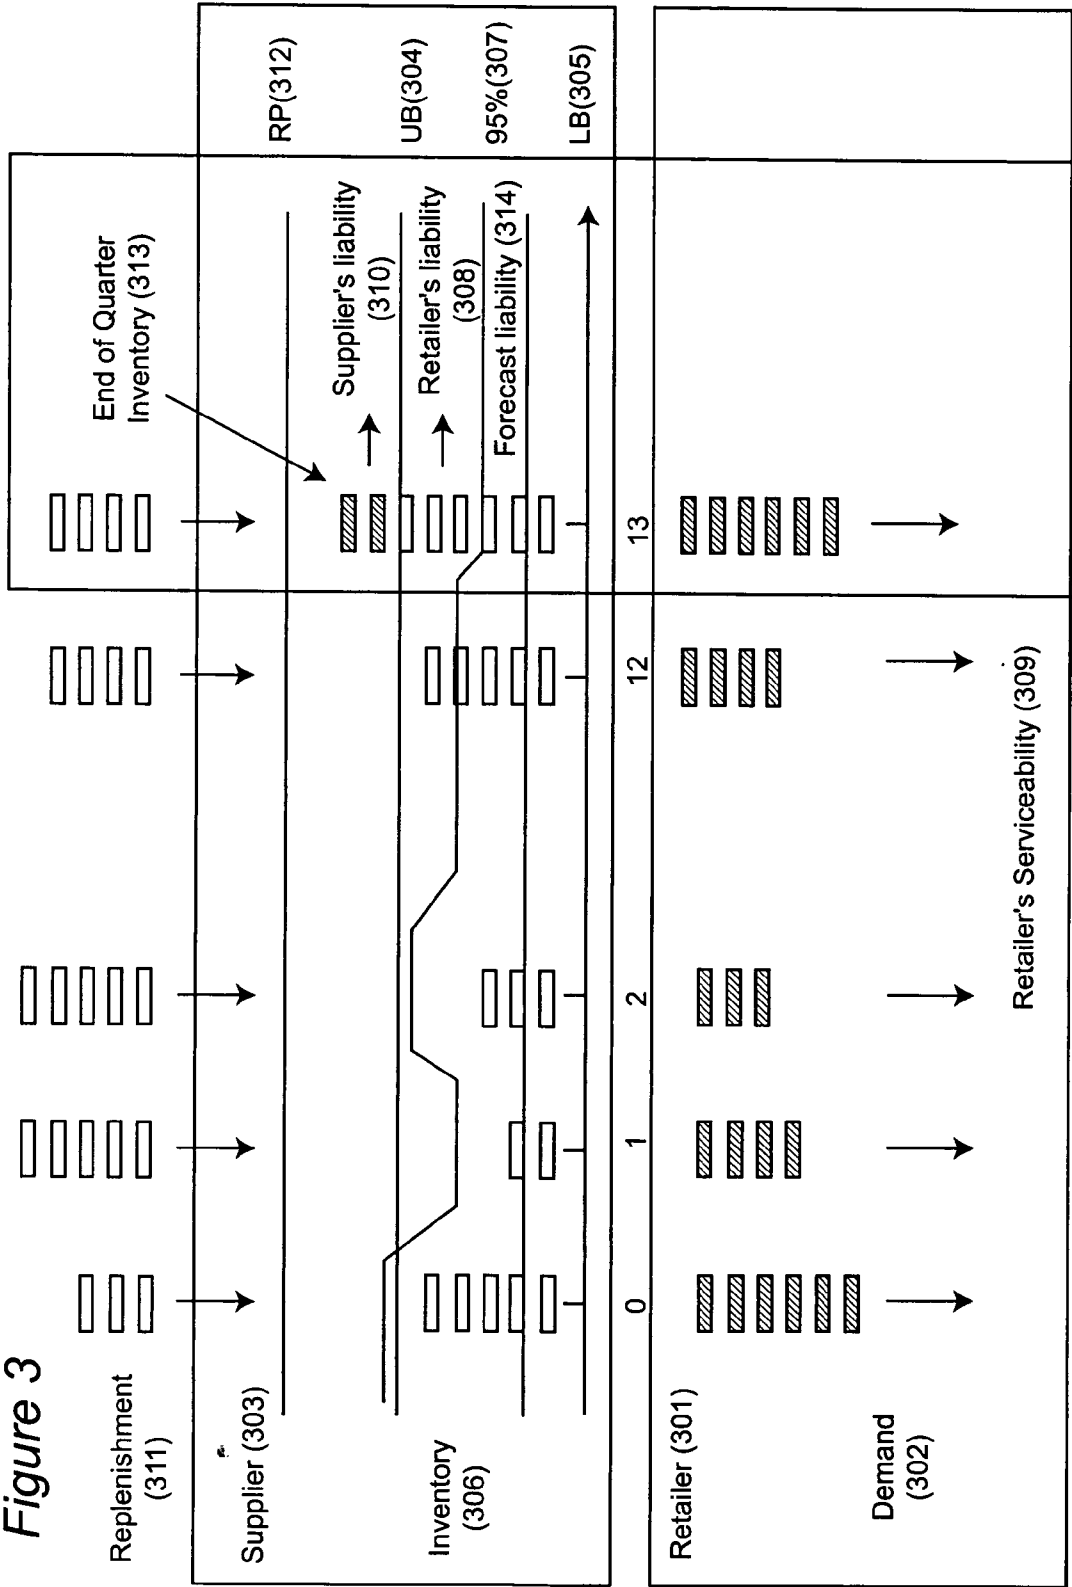 Figure 3
Replenishment
(311)
End of Quarter
Inventory (313)
Supplier (303)
RP(312)
Supplier's liability
(310)
UB(304)
Inventory
(306)
Retailer's liability
(308)
95%(307)
Forecast liability (314)
LB(305)
0
1
2
12
13
Retailer (301)
Demand
(302)
Retailer's Serviceability (309)